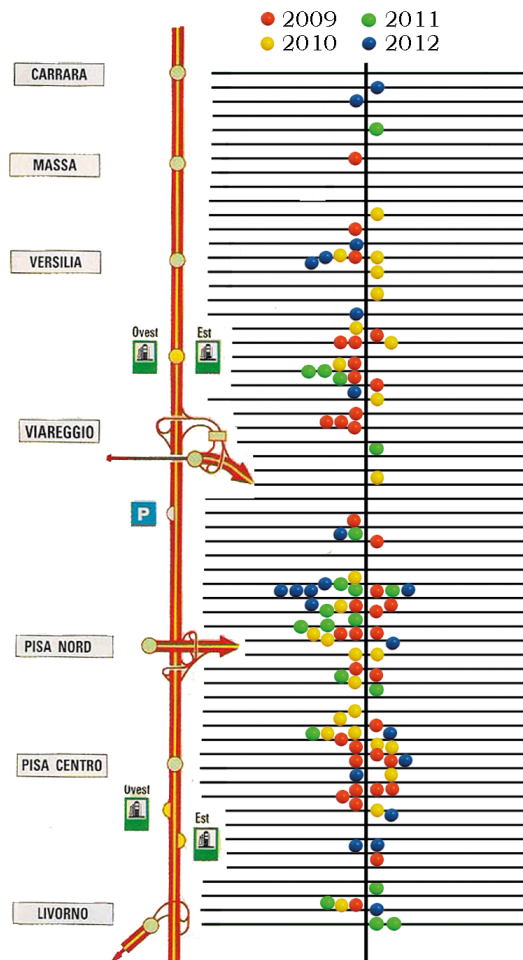 2009 2011
2010 2012
CARRARA
MASSA
VERSILIA
Ovest Est
VIAREGGIO
P
PISA NORD
PISA CENTRO
Ovest
Est
LIVORNO